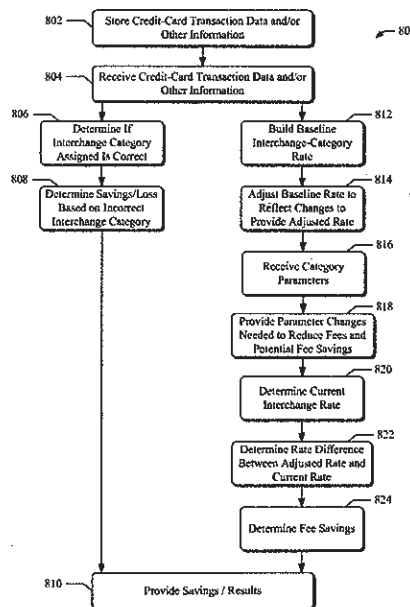 80
802
Store Credit-Card Transaction Data and/or
Other Information
804
Receive Credit-Card Transaction Data and/or
Other Information
806
Determine If
Interchange Category
Assigned Is Correct
808
Determine Savings/Loss
Based on Incorrect
Interchange Category
812
Build Baseline
Interchange-Category
Rate
814
Adjust Baseline Rate to
Reflect Changes to
Provide Adjusted Rate
816
Receive Category
Parameters
818
Provide Parameter Changes
Needed to Reduce Fees and
Potential Fee Savings
820
Determine Current
Interchange Rate
822
Determine Rate Difference
Between Adjusted Rate and
Current Rate
824
Determine Fee Savings
810
Provide Savings / Results